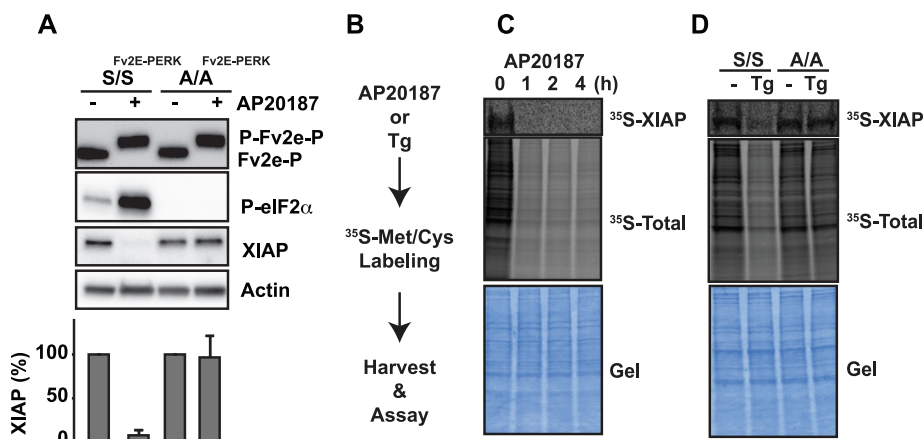 A
Fv2E-PERK Fv2E-PERK
S/S A/A
- + - + AP20187
P-Fv2e-P
Fv2e-P
P-eIF2α
XIAP
Actin
XIAP (%)
100
50
0
B
AP20187
or
Tg
³⁵S-Met/Cys
Labeling
Harvest
&
Assay
C
AP20187
0 1 2 4 (h)
³⁵S-XIAP
³⁵S-Total
Gel
D
S/S A/A
- Tg - Tg
³⁵S-XIAP
³⁵S-Total
Gel